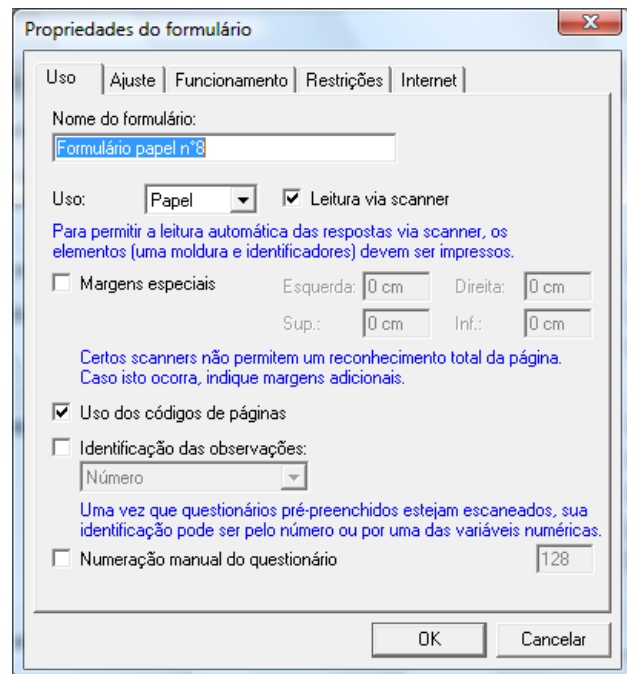 Propriedades do formulário
Uso Ajuste Funcionamento Restrições Internet
Nome do formulário:
Formulário papel n°8
Uso: Papel Leitura via scanner
Para permitir a leitura automática das respostas via scanner, os
elementos (uma moldura e identificadores) devem ser impressos.
Margens especiais Esquerda: 0 cm Direita: 0 cm
Sup.: 0 cm Inf.: 0 cm
Certos scanners não permitem um reconhecimento total da página.
Caso isto ocorra, indique margens adicionais.
Uso dos códigos de páginas
Identificação das observações:
Número
Uma vez que questionários pré-preenchidos estejam escaneados, sua
identificação pode ser pelo número ou por uma das variáveis numéricas.
Numeração manual do questionário 128
OK Cancelar